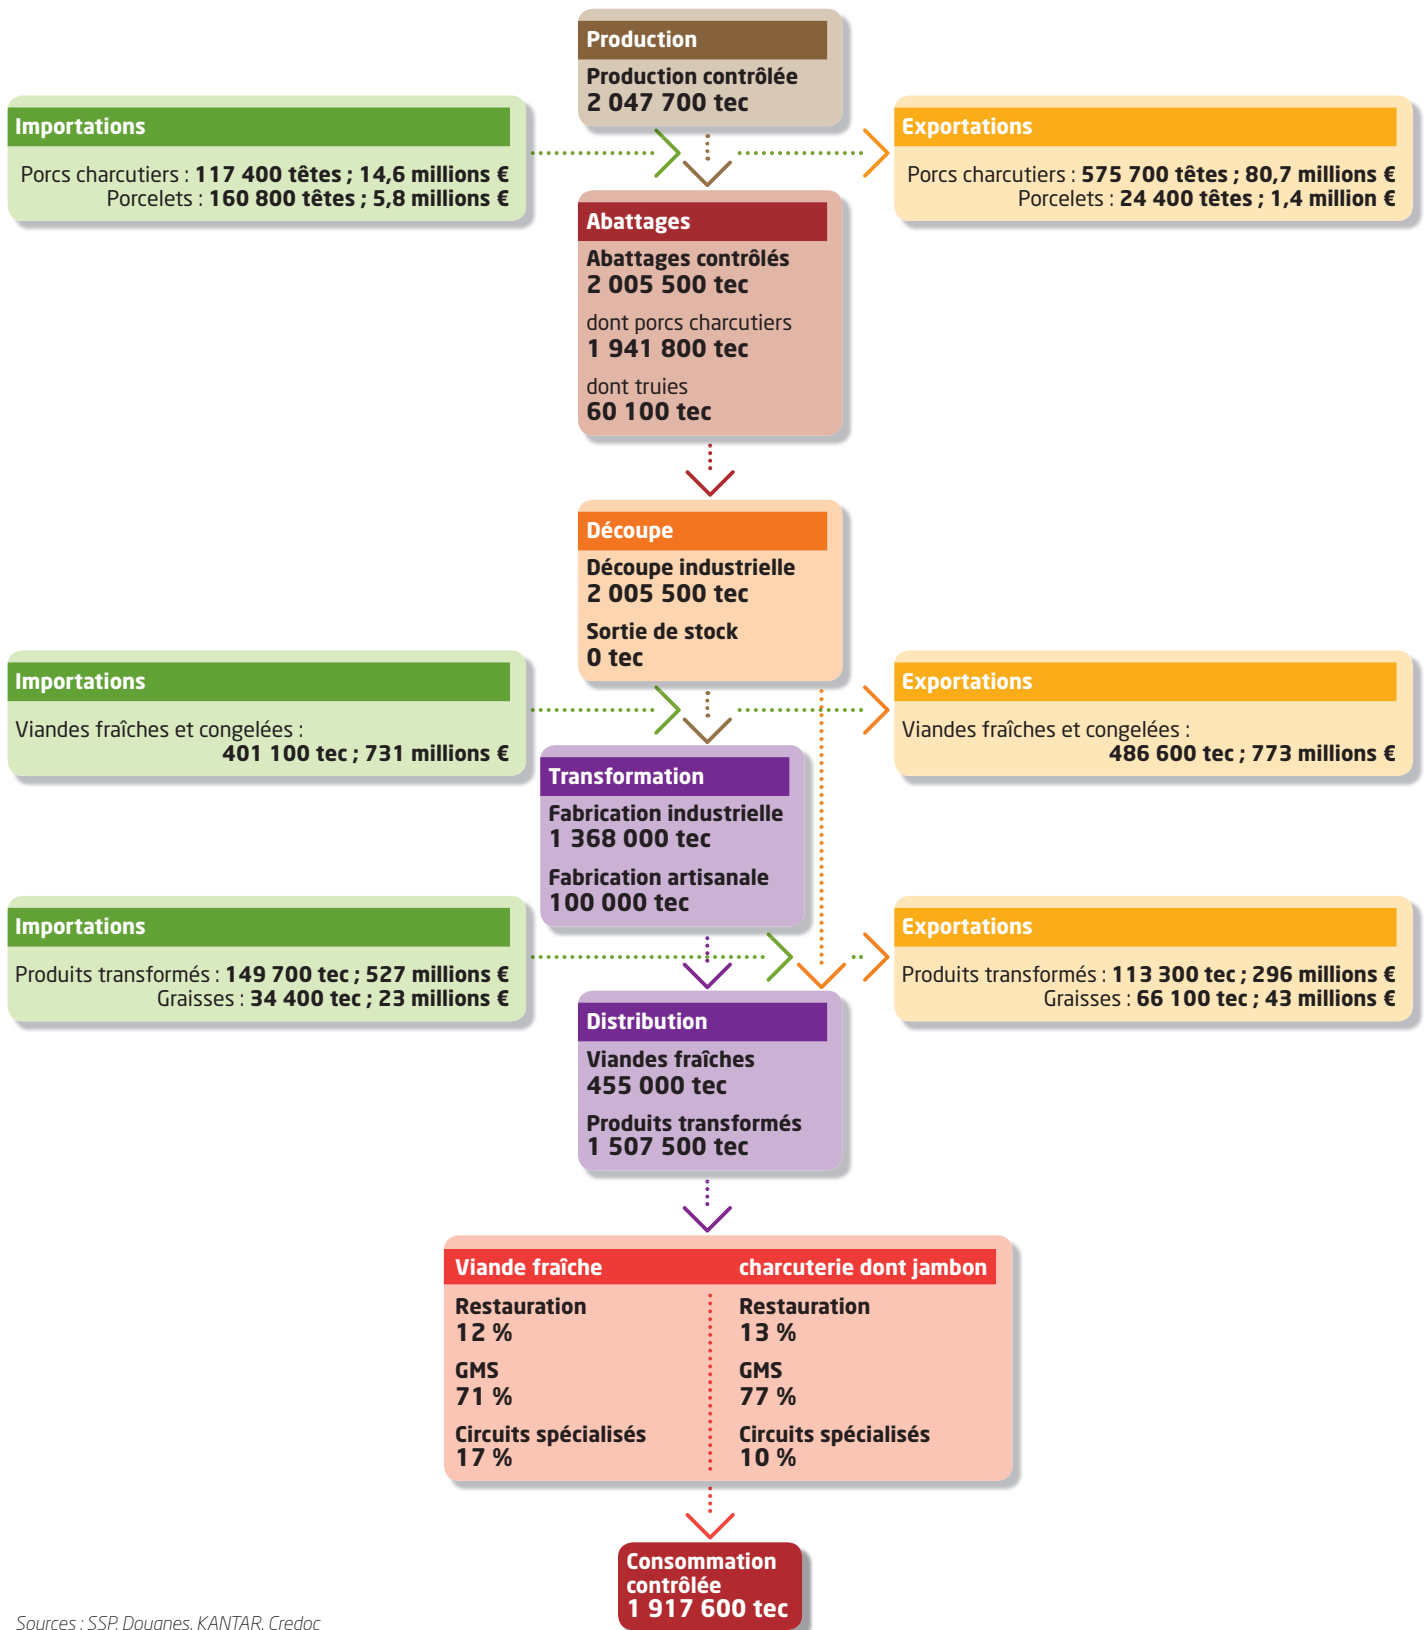 Production
Production contrôlée
2 047 700 tec
Importations
Porcs charcutiers : 117 400 têtes ; 14,6 millions €
Porcelets : 160 800 têtes ; 5,8 millions €
Exportations
Porcs charcutiers : 575 700 têtes ; 80,7 millions €
Porcelets : 24 400 têtes ; 1,4 million €
Abattages
Abattages contrôlés
2 005 500 tec
dont porcs charcutiers
1 941 800 tec
dont truies
60 100 tec
Découpe
Découpe industrielle
2 005 500 tec
Sortie de stock
0 tec
Importations
Viandes fraîches et congelées :
401 100 tec ; 731 millions €
Exportations
Viandes fraîches et congelées :
486 600 tec ; 773 millions €
Transformation
Fabrication industrielle
1 368 000 tec
Fabrication artisanale
100 000 tec
Importations
Produits transformés : 149 700 tec ; 527 millions €
Graisses : 34 400 tec ; 23 millions €
Exportations
Produits transformés : 113 300 tec ; 296 millions €
Graisses : 66 100 tec ; 43 millions €
Distribution
Viandes fraîches
455 000 tec
Produits transformés
1 507 500 tec
Viande fraîche
Restauration
12 %
GMS
71 %
Circuits spécialisés
17 %
charcuterie dont jambon
Restauration
13 %
GMS
77 %
Circuits spécialisés
10 %
Consommation
contrôlée
1 917 600 tec
Sources : SSP, Douanes, KANTAR, Credoc